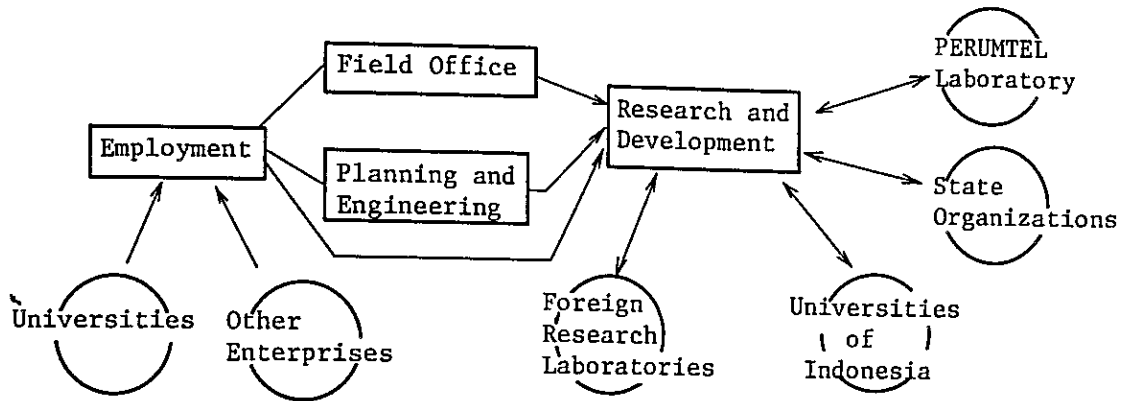 Field Office
PERUMTEL
Laboratory
Research and
Development
Employment
Planning and
Engineering
State
Organizations
Universities
Other
Enterprises
Foreign
Research
Laboratories
Universities
of
Indonesia